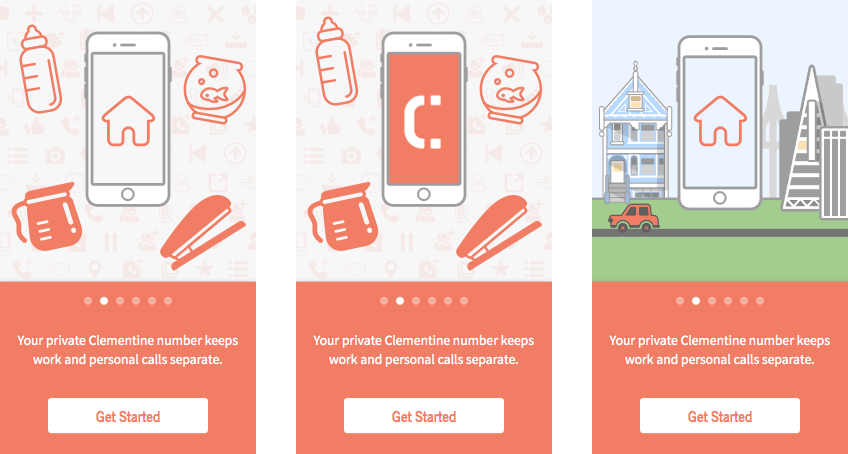 Your private Clementine number keeps
work and personal calls separate.
Get Started
Your private Clementine number keeps
work and personal calls separate.
Get Started
Your private Clementine number keeps
work and personal calls separate.
Get Started